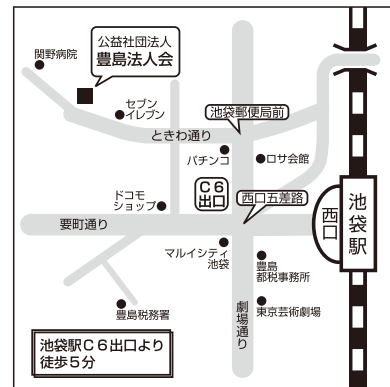 関野病院
公益社団法人
豊島法人会
セブン
イレブン
池袋郵便局前
ときわ通り
パチンコ
ロサ会館
C6
出口
ドコモ
ショップ
西口五差路
西口
池袋駅
要町通り
マルイシティ
池袋
豊島
都税事務所
豊島税務署
劇場通り
東京芸術劇場
池袋駅C6出口より
徒歩5分